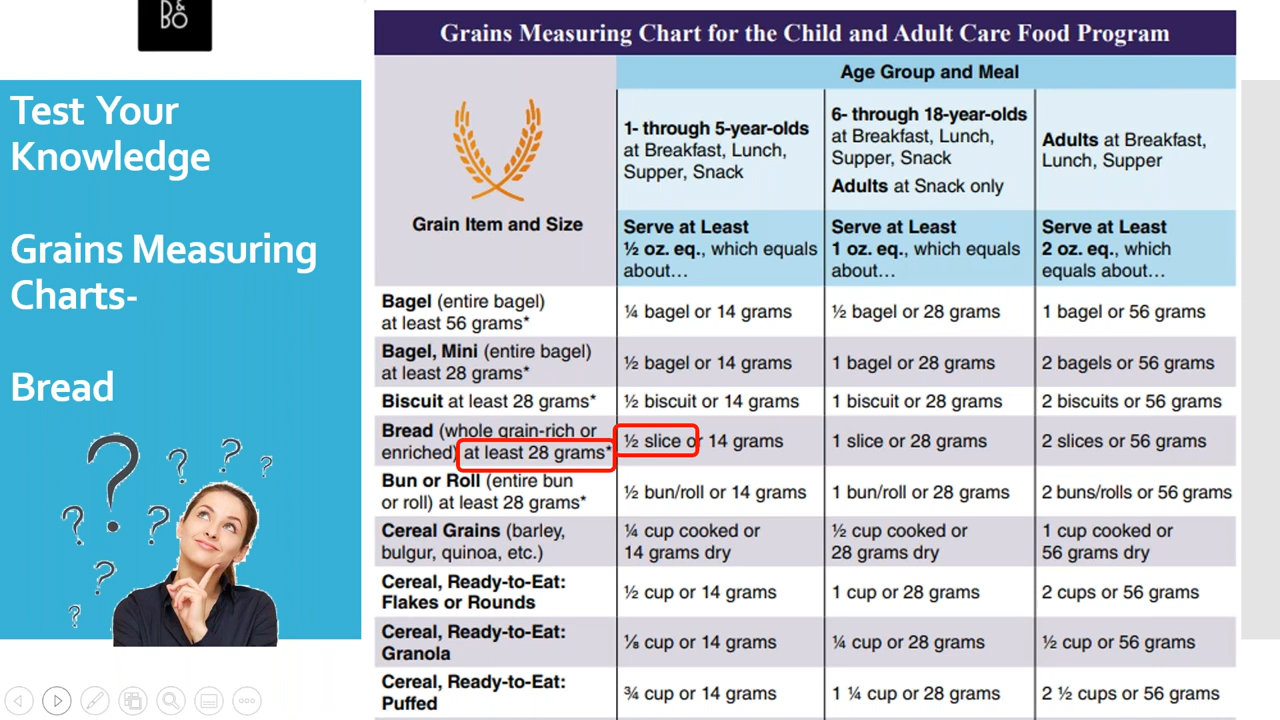 B&
BO
Test Your
Knowledge
Grains Measuring
Charts-
Bread
? ? ? ? ? ? ? ?
Grains Measuring Chart for the Child and Adult Care Food Program
Grain Item and Size
Age Group and Meal
1- through 5-year-olds
at Breakfast, Lunch,
Supper, Snack
6- through 18-year-olds
at Breakfast, Lunch,
Supper, Snack
Adults at Snack only
Adults at Breakfast,
Lunch, Supper
Serve at Least
½ oz. eq., which equals
about…
Serve at Least
1 oz. eq., which equals
about…
Serve at Least
2 oz. eq., which
equals about…
Bagel (entire bagel)
at least 56 grams*
¼ bagel or 14 grams
½ bagel or 28 grams
1 bagel or 56 grams
Bagel, Mini (entire bagel)
at least 28 grams*
½ bagel or 14 grams
1 bagel or 28 grams
2 bagels or 56 grams
Biscuit at least 28 grams*
½ biscuit or 14 grams
1 biscuit or 28 grams
2 biscuits or 56 grams
Bread (whole grain-rich or
enriched) at least 28 grams*
½ slice or 14 grams
1 slice or 28 grams
2 slices or 56 grams
Bun or Roll (entire bun
or roll) at least 28 grams*
½ bun/roll or 14 grams
1 bun/roll or 28 grams
2 buns/rolls or 56 grams
Cereal Grains (barley,
bulgur, quinoa, etc.)
¼ cup cooked or
14 grams dry
½ cup cooked or
28 grams dry
1 cup cooked or
56 grams dry
Cereal, Ready-to-Eat:
Flakes or Rounds
½ cup or 14 grams
1 cup or 28 grams
2 cups or 56 grams
Cereal, Ready-to-Eat:
Granola
⅛ cup or 14 grams
¼ cup or 28 grams
½ cup or 56 grams
Cereal, Ready-to-Eat:
Puffed
¾ cup or 14 grams
1 ¼ cup or 28 grams
2 ½ cups or 56 grams